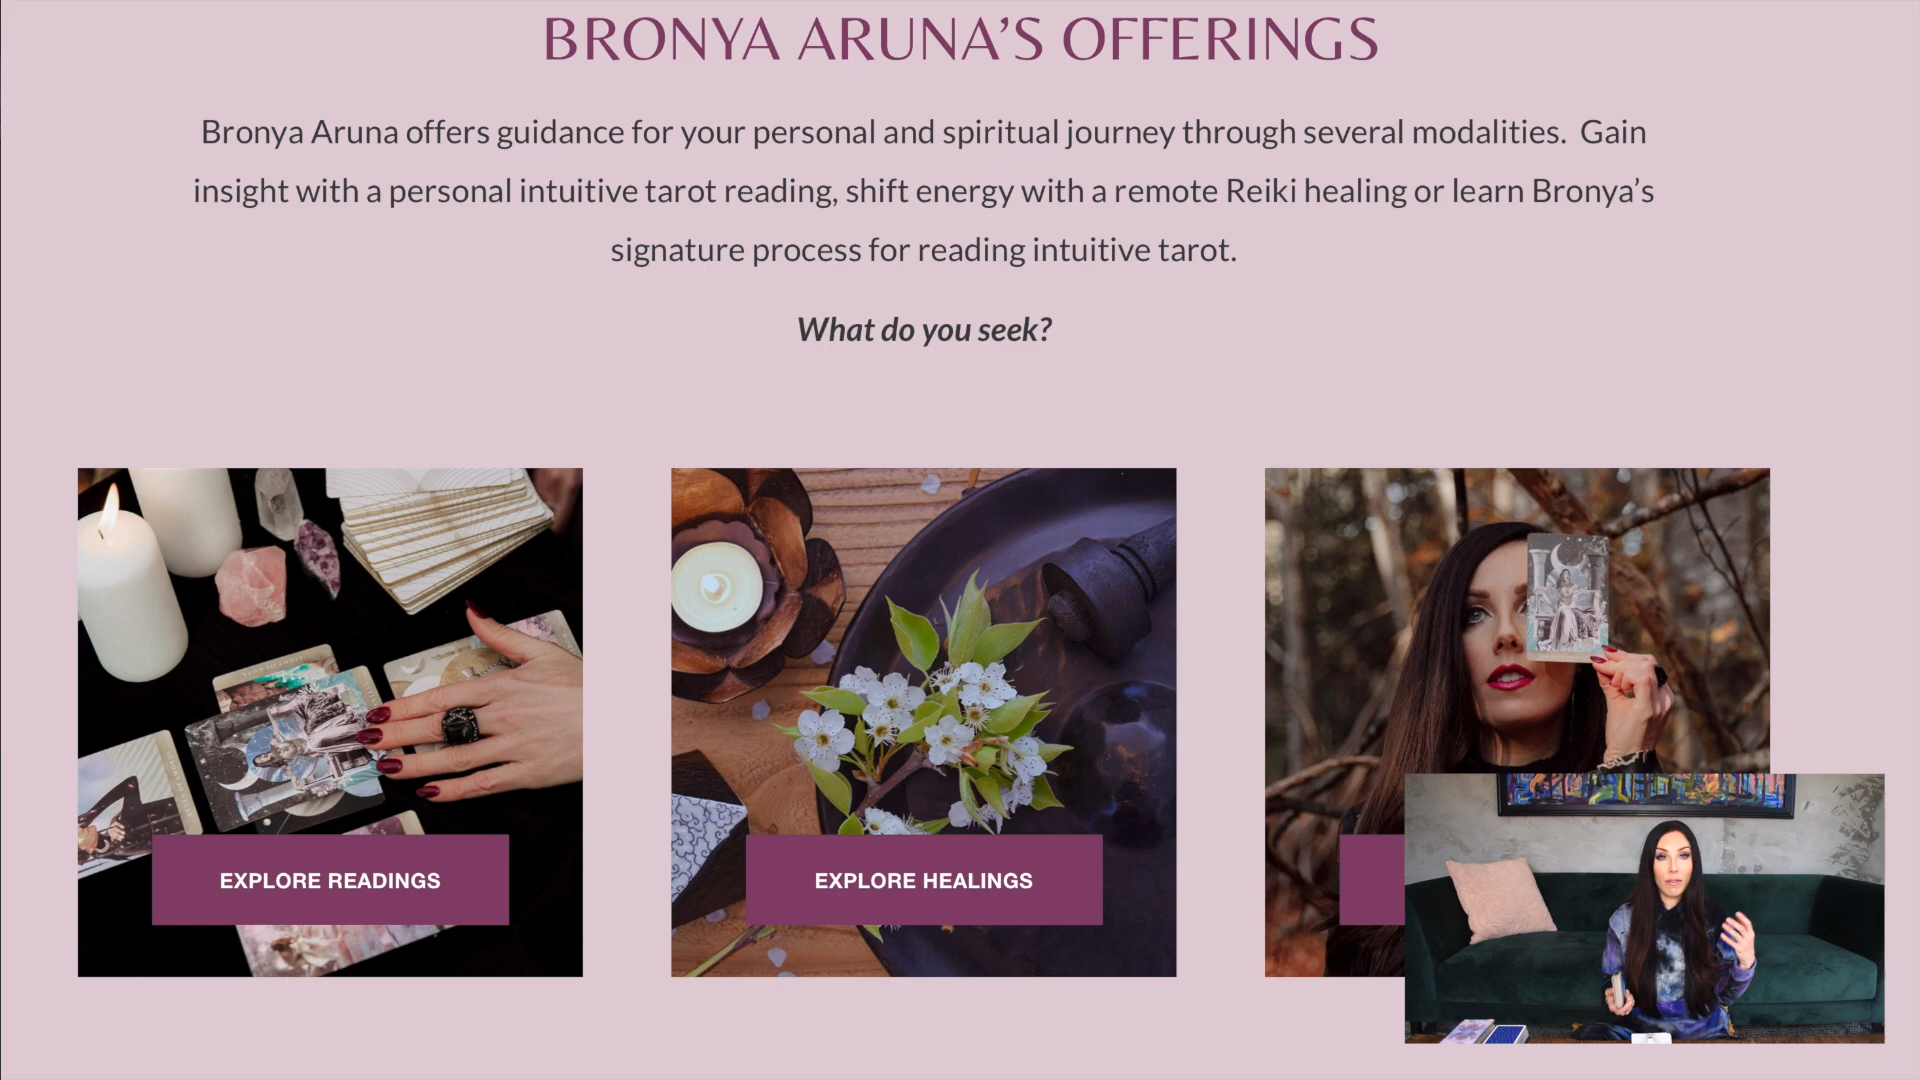 BRONYA ARUNA’S OFFERINGS
Bronya Aruna offers guidance for your personal and spiritual journey through several modalities.  Gain
insight with a personal intuitive tarot reading, shift energy with a remote Reiki healing or learn Bronya’s
signature process for reading intuitive tarot.
What do you seek?
EXPLORE READINGS
EXPLORE HEALINGS